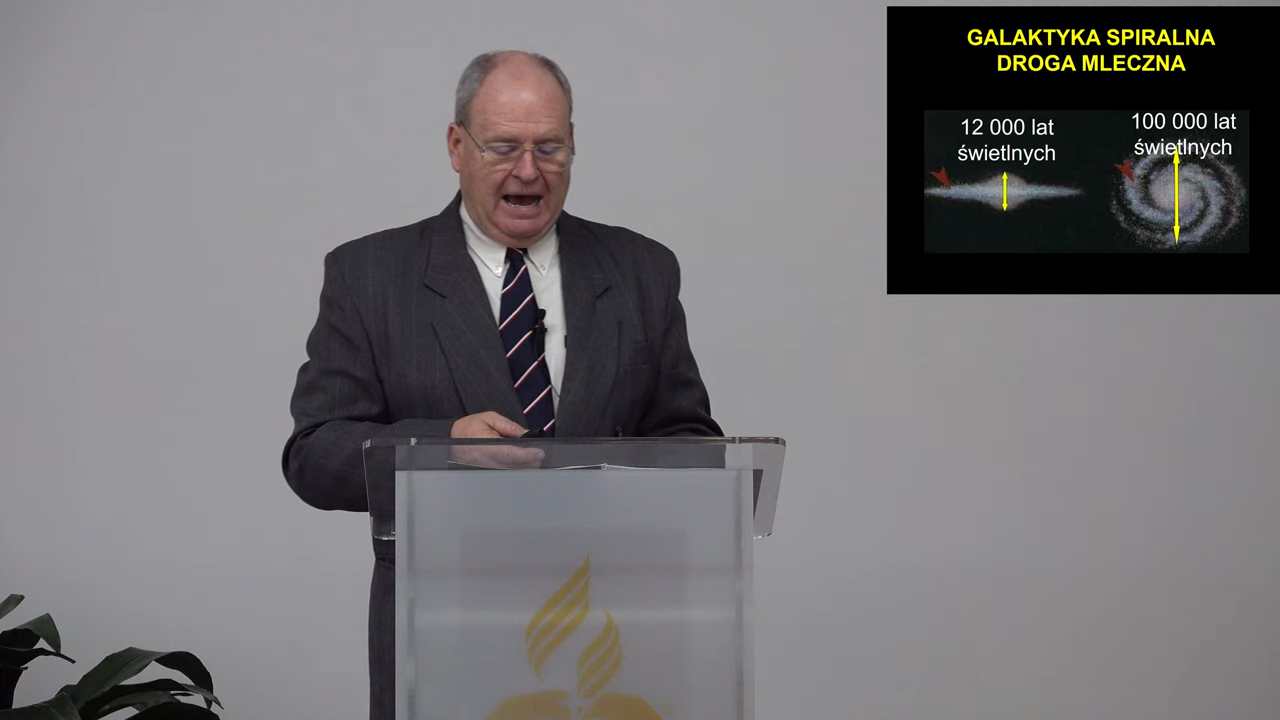 GALAKTYKA SPIRALNA
DROGA MLECZNA
12 000 lat
świetlnych
100 000 lat
świetlnych